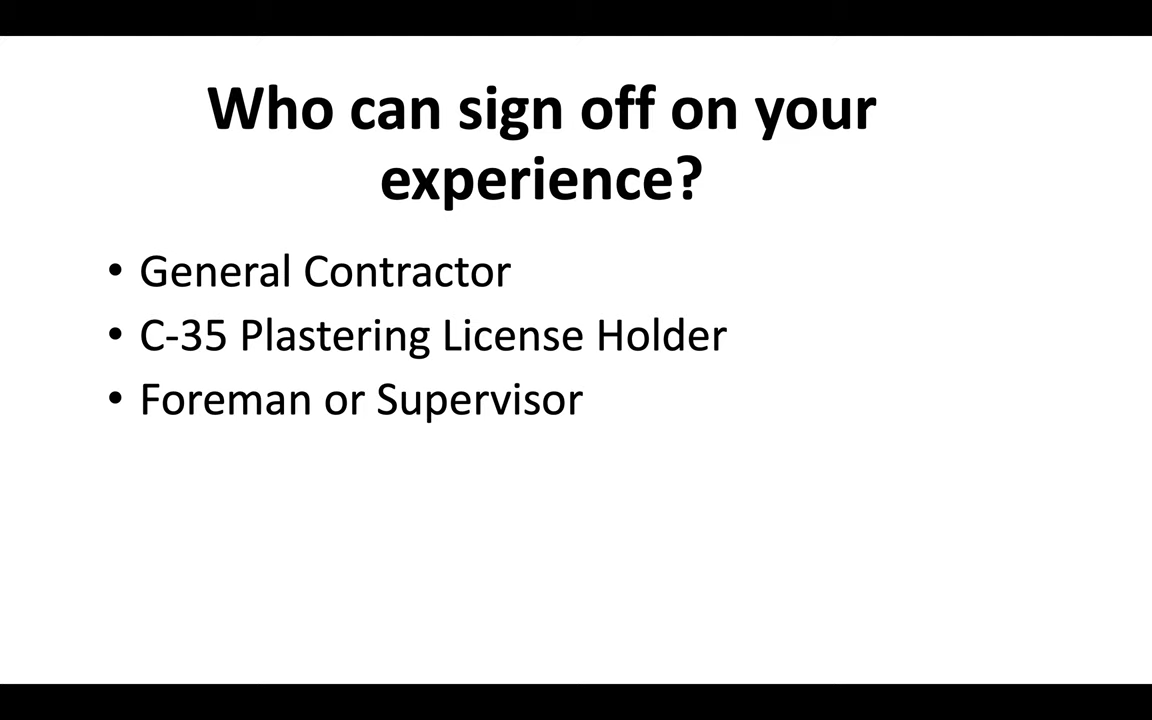 Who can sign off on your
experience?
• General Contractor
• C-35 Plastering License Holder
• Foreman or Supervisor